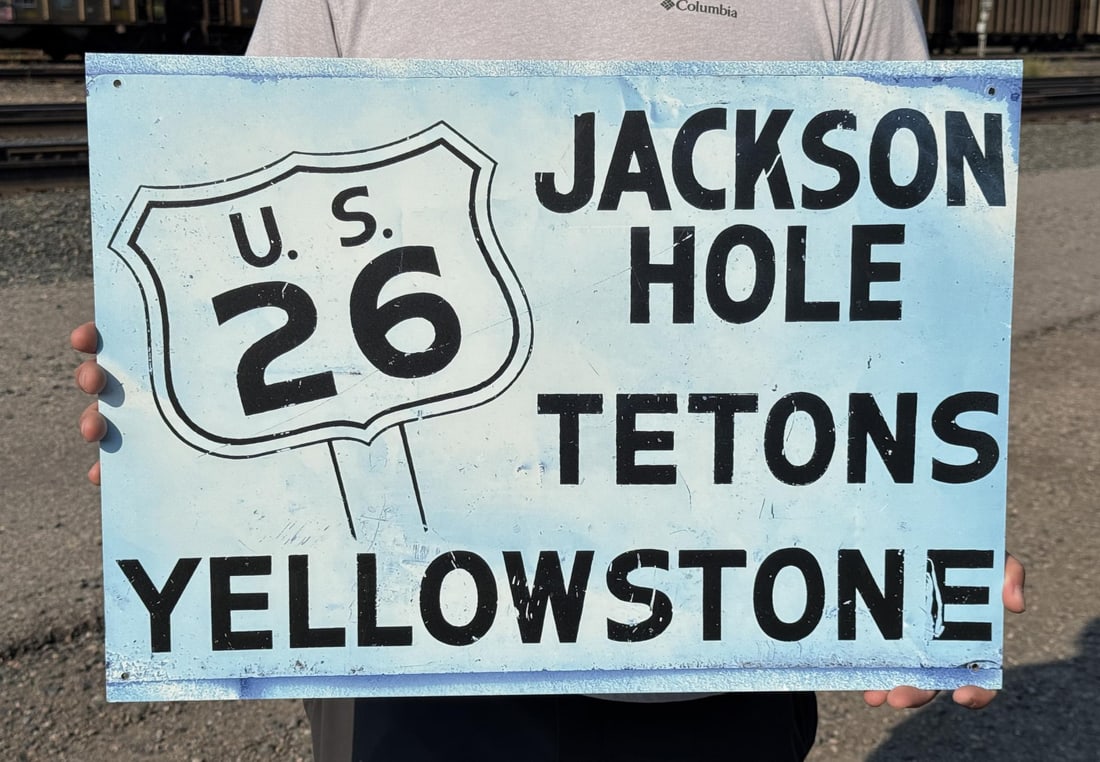 Columbia
U. S.
26
JACKSON
HOLE
TETONS
YELLOWSTONE